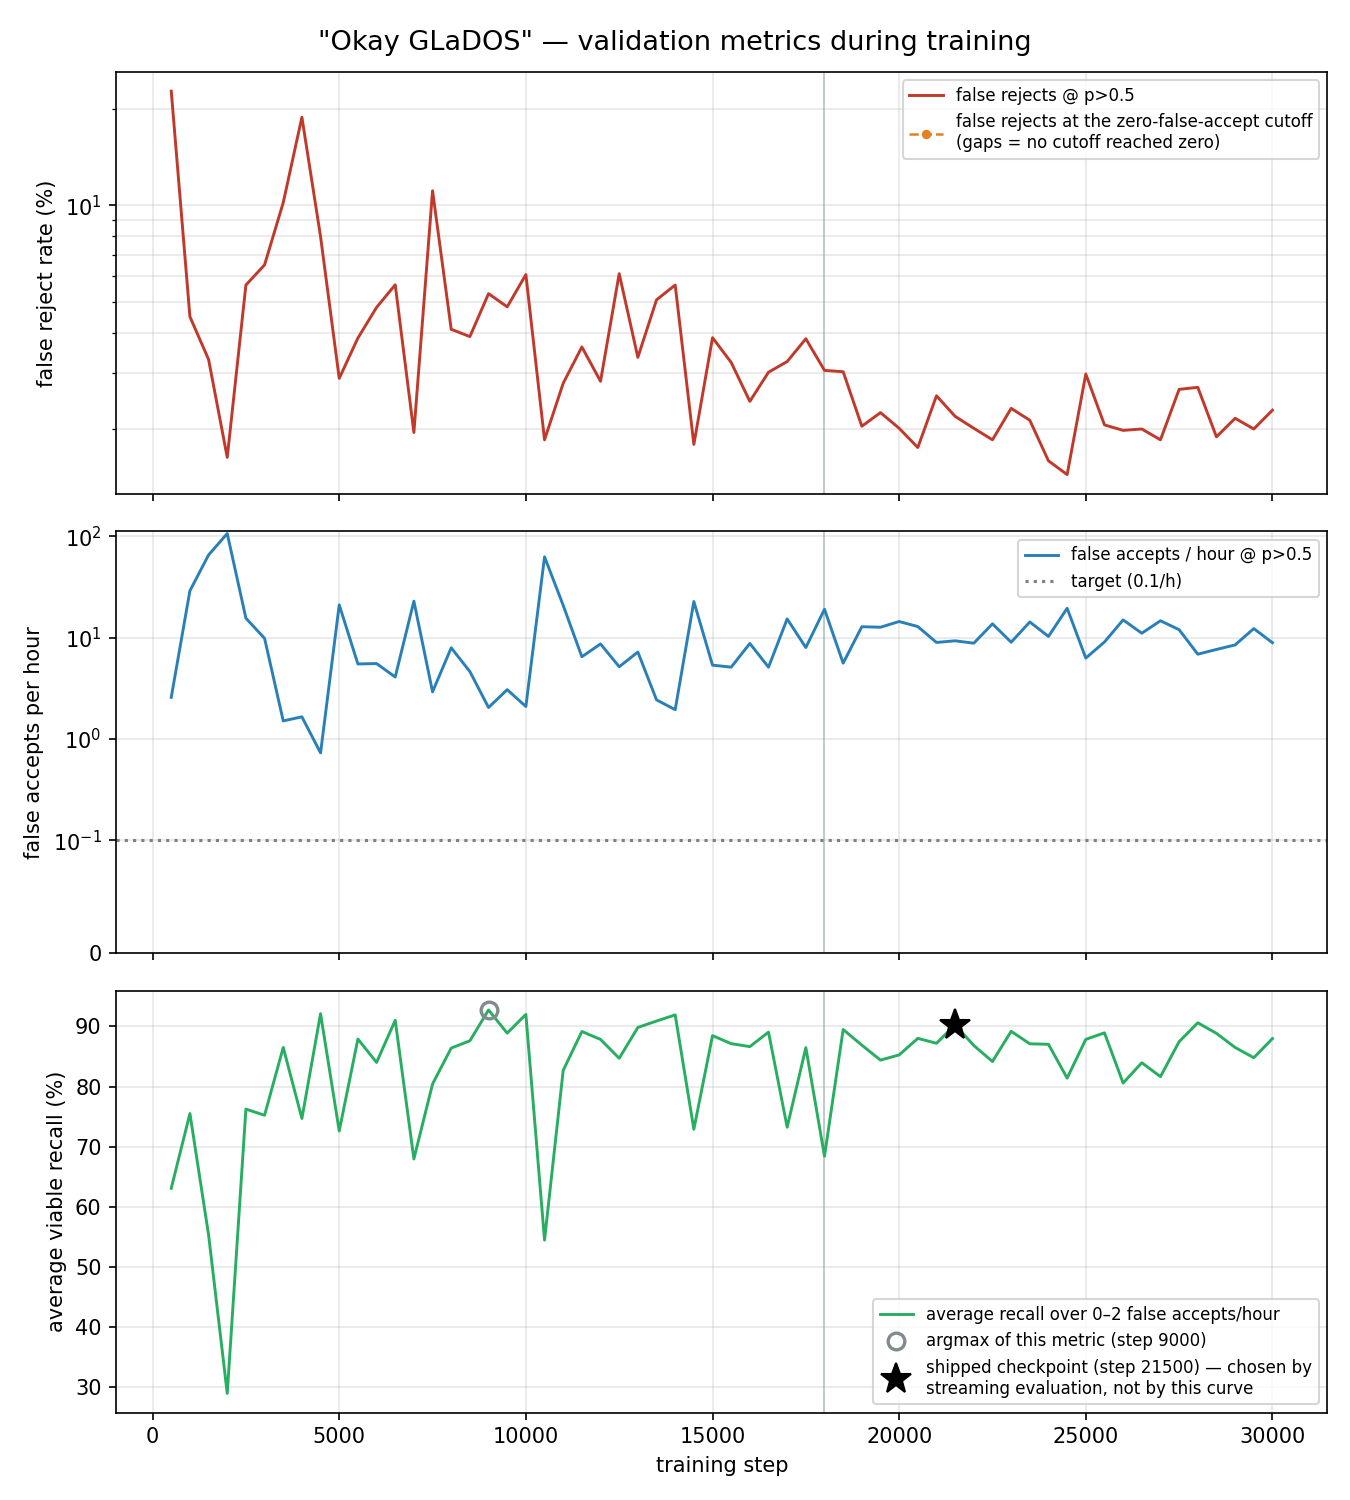 "Okay GLaDOS" — validation metrics during training
false reject rate (%)
10¹
false rejects @ p>0.5
false rejects at the zero-false-accept cutoff
(gaps = no cutoff reached zero)
false accepts per hour
10²
10¹
10⁰
10⁻¹
0
false accepts / hour @ p>0.5
target (0.1/h)
average viable recall (%)
90
80
70
60
50
40
30
average recall over 0–2 false accepts/hour
argmax of this metric (step 9000)
shipped checkpoint (step 21500) — chosen by
streaming evaluation, not by this curve
0 5000 10000 15000 20000 25000 30000
training step